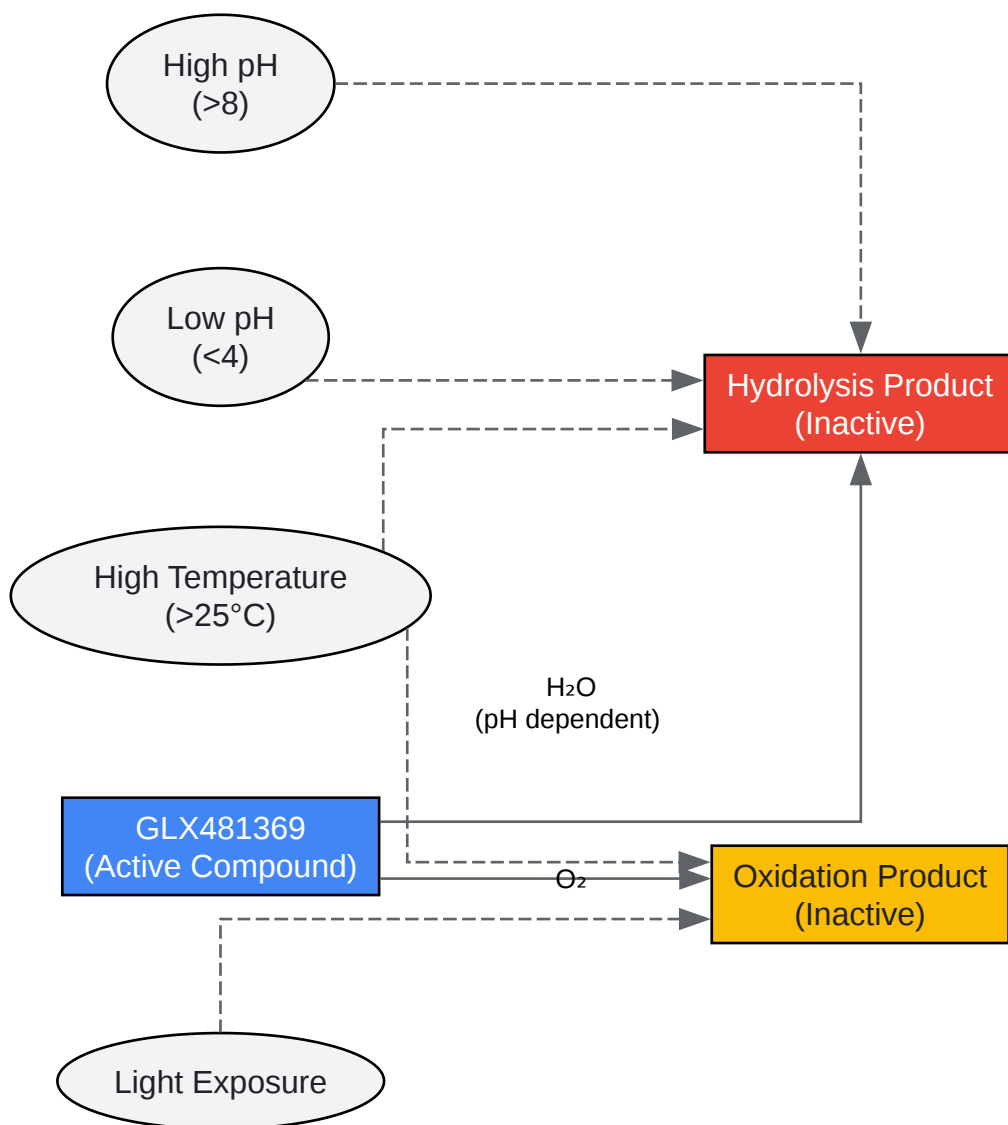 High pH
(>8)
Low pH
(<4)
Hydrolysis Product
(Inactive)
High Temperature
(>25°C)
H₂O
(pH dependent)
GLX481369
(Active Compound)
O₂
Oxidation Product
(Inactive)
Light Exposure